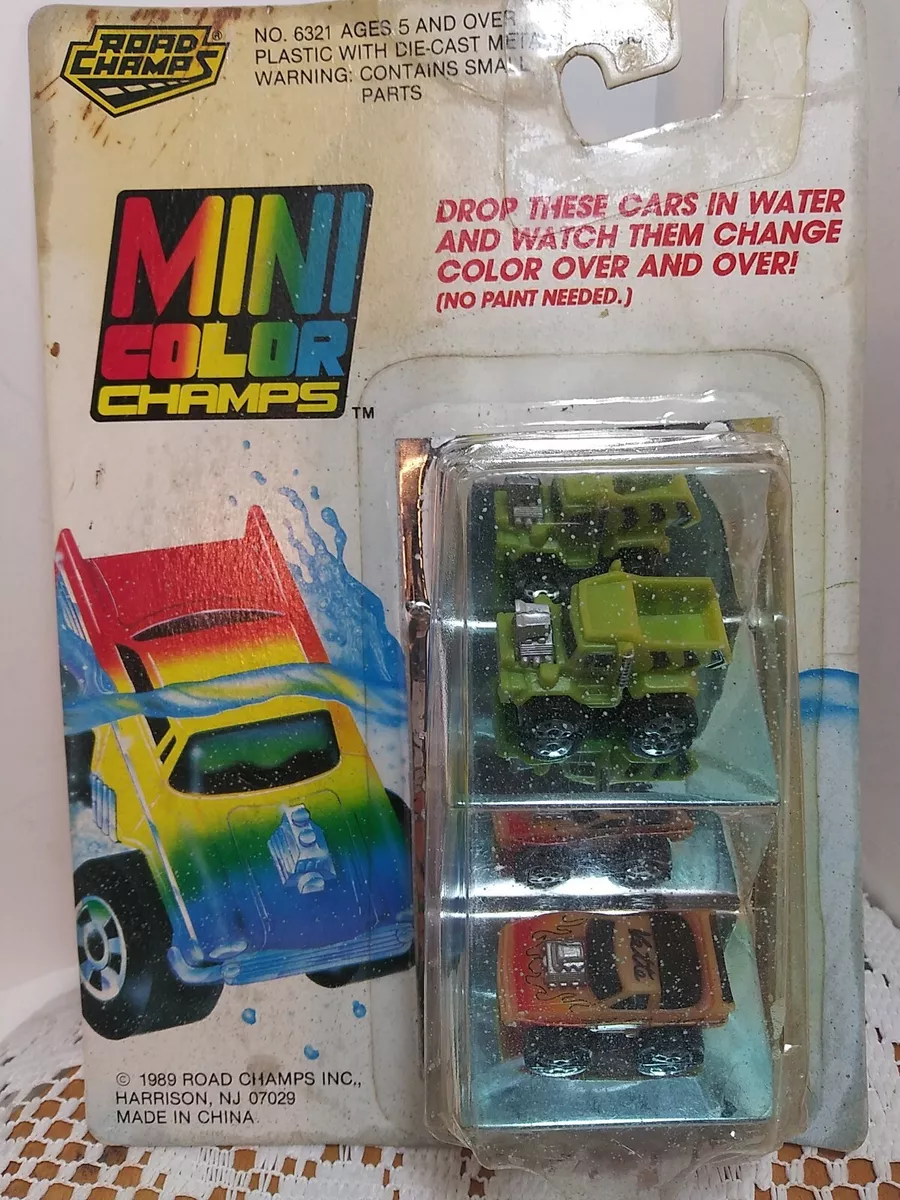 ROAD
CHAMPS®
NO. 6321 AGES 5 AND OVER
PLASTIC WITH DIE-CAST META
WARNING: CONTAINS SMALL
PARTS
MINI
COLOR
CHAMPS™
DROP THESE CARS IN WATER
AND WATCH THEM CHANGE
COLOR OVER AND OVER!
(NO PAINT NEEDED.)
© 1989 ROAD CHAMPS INC.,
HARRISON, NJ 07029
MADE IN CHINA